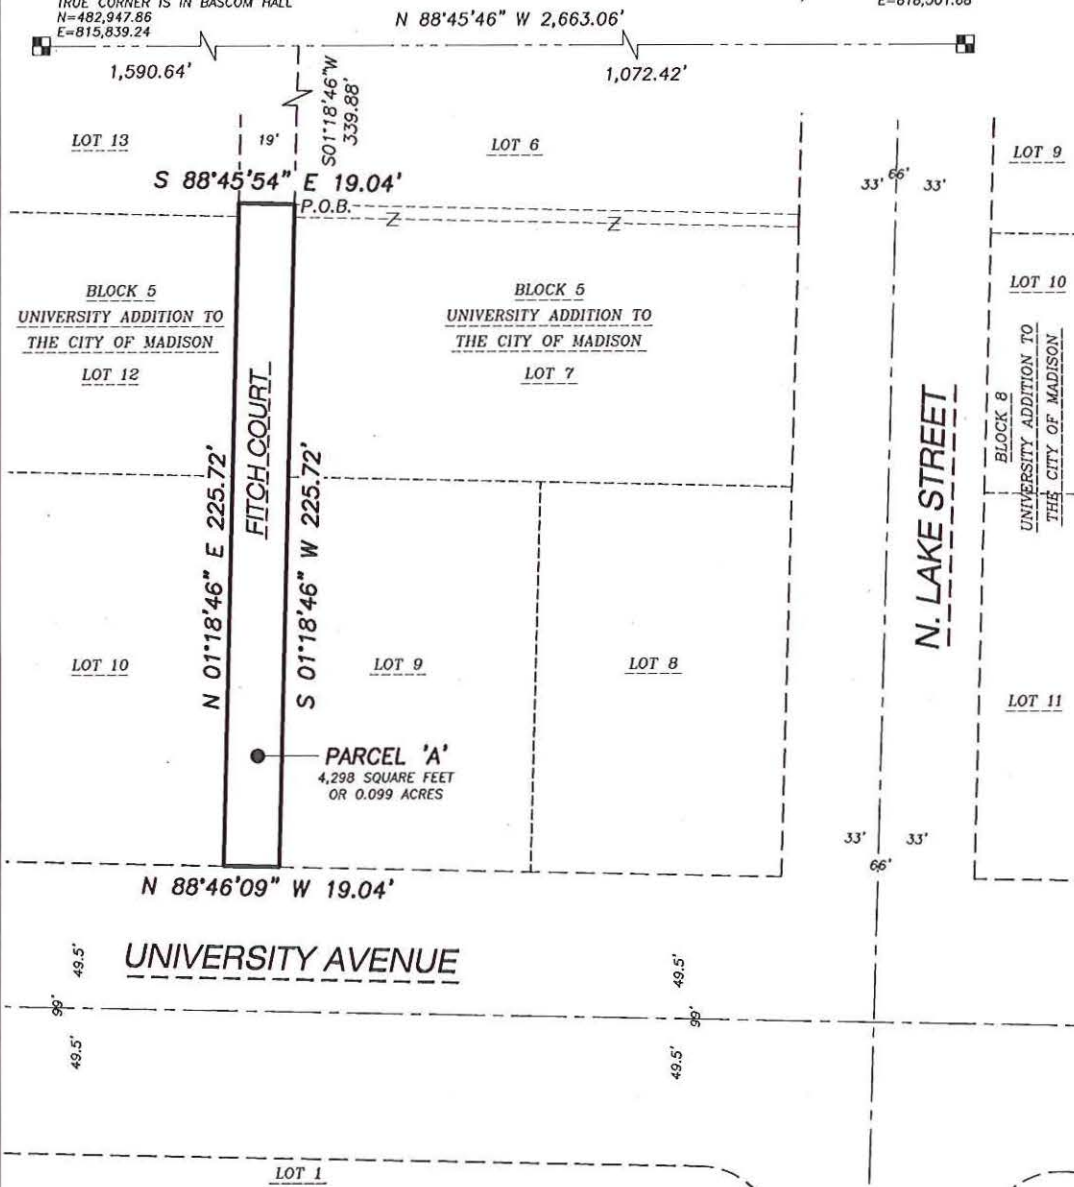 TRUE CORNER IS IN BASCOM HALL
N=482,947.86
E=815,839.24
N 88°45'46" W 2,663.06'
1,590.64'
1,072.42'
S01°18'46"W
339.88'
LOT 13
19'
LOT 6
LOT 9
S 88°45'54" E 19.04'
P.O.B.
33'
66'
33'
Z
Z
BLOCK 5
UNIVERSITY ADDITION TO
THE CITY OF MADISON
LOT 12
BLOCK 5
UNIVERSITY ADDITION TO
THE CITY OF MADISON
LOT 7
LOT 10
BLOCK 8
UNIVERSITY ADDITION TO
THE CITY OF MADISON
FITCH COURT
N 01°18'46" E 225.72'
S 01°18'46" W 225.72'
N. LAKE STREET
LOT 10
LOT 9
LOT 8
LOT 11
PARCEL 'A'
4,298 SQUARE FEET
OR 0.099 ACRES
33'
33'
66'
N 88°46'09" W 19.04'
UNIVERSITY AVENUE
49.5'
99'
49.5'
49.5'
99'
49.5'
LOT 1